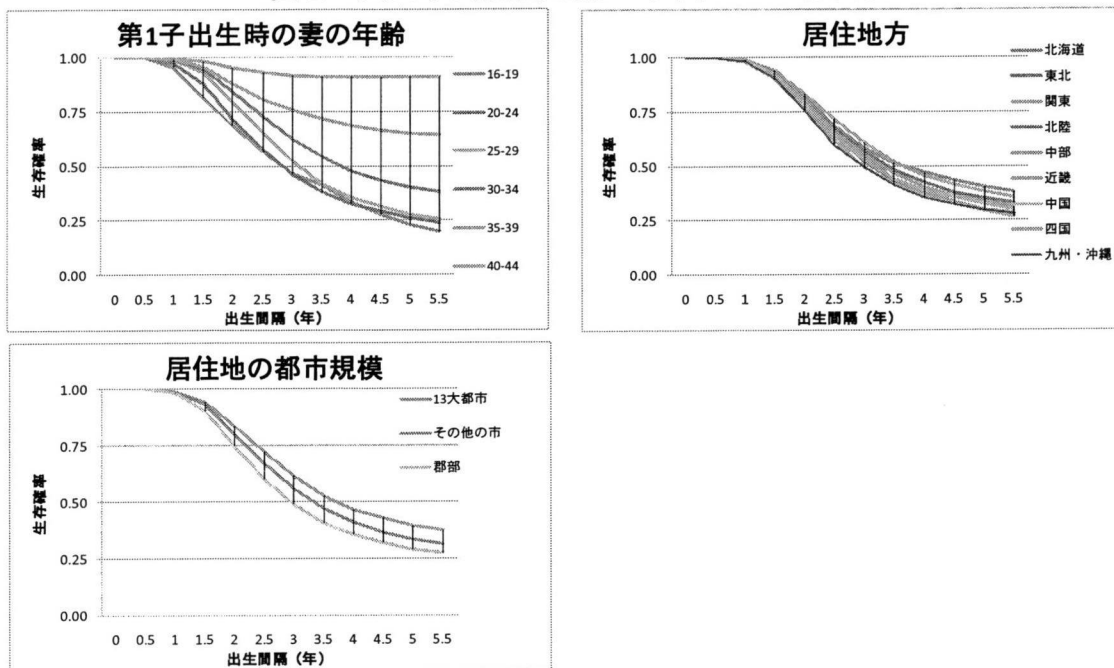 第1子出生時の妻の年齢
生存確率
1.00
0.75
0.50
0.25
0.00
0 0.5 1 1.5 2 2.5 3 3.5 4 4.5 5 5.5
出生間隔（年）
16-19
20-24
25-29
30-34
35-39
40-44
居住地方
生存確率
1.00
0.75
0.50
0.25
0.00
0 0.5 1 1.5 2 2.5 3 3.5 4 4.5 5 5.5
出生間隔（年）
北海道
東北
関東
北陸
中部
近畿
中国
四国
九州・沖縄
居住地の都市規模
生存確率
1.00
0.75
0.50
0.25
0.00
0 0.5 1 1.5 2 2.5 3 3.5 4 4.5 5 5.5
出生間隔（年）
13大都市
その他の市
郡部